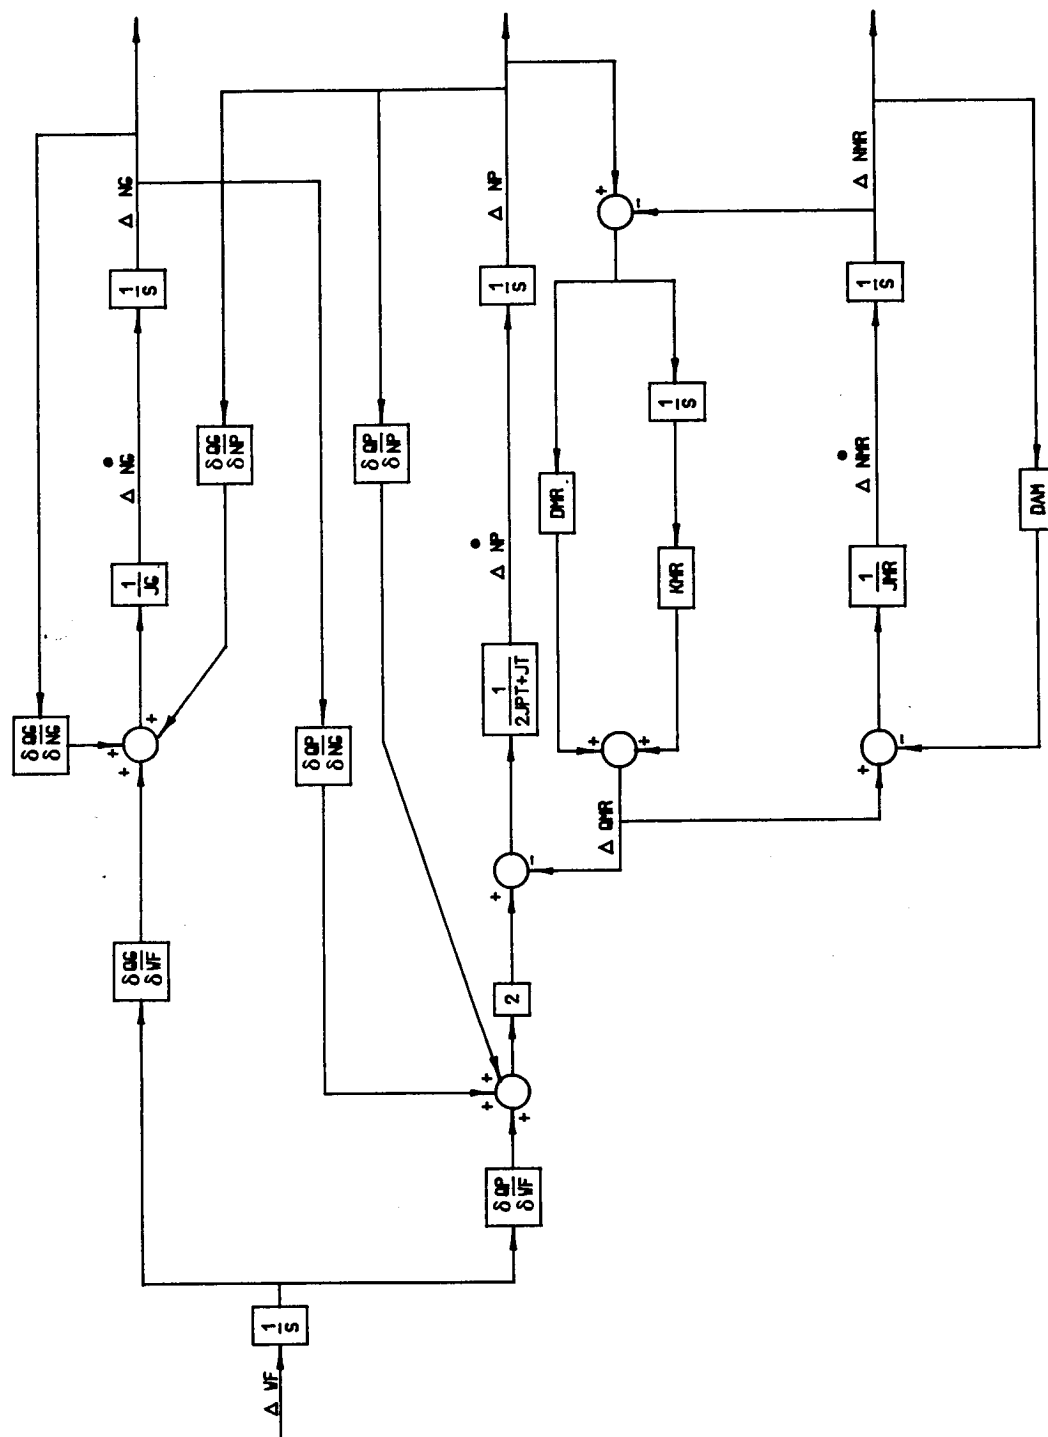 Δ WF
1/S
δQG/δWF
+
+
+
δQG/δNG
1/JG
Δ NG
δQG/δNP
1/S
Δ NG
δQP/δNG
δQP/δNP
δQP/δWF
+
+
+
2
+
-
1/2JPT+JT
Δ NP
1/S
Δ NP
Δ QMR
+
+
DMR
KMR
1/S
+
-
+
-
1/JMR
Δ NMR
1/S
Δ NMR
DAM